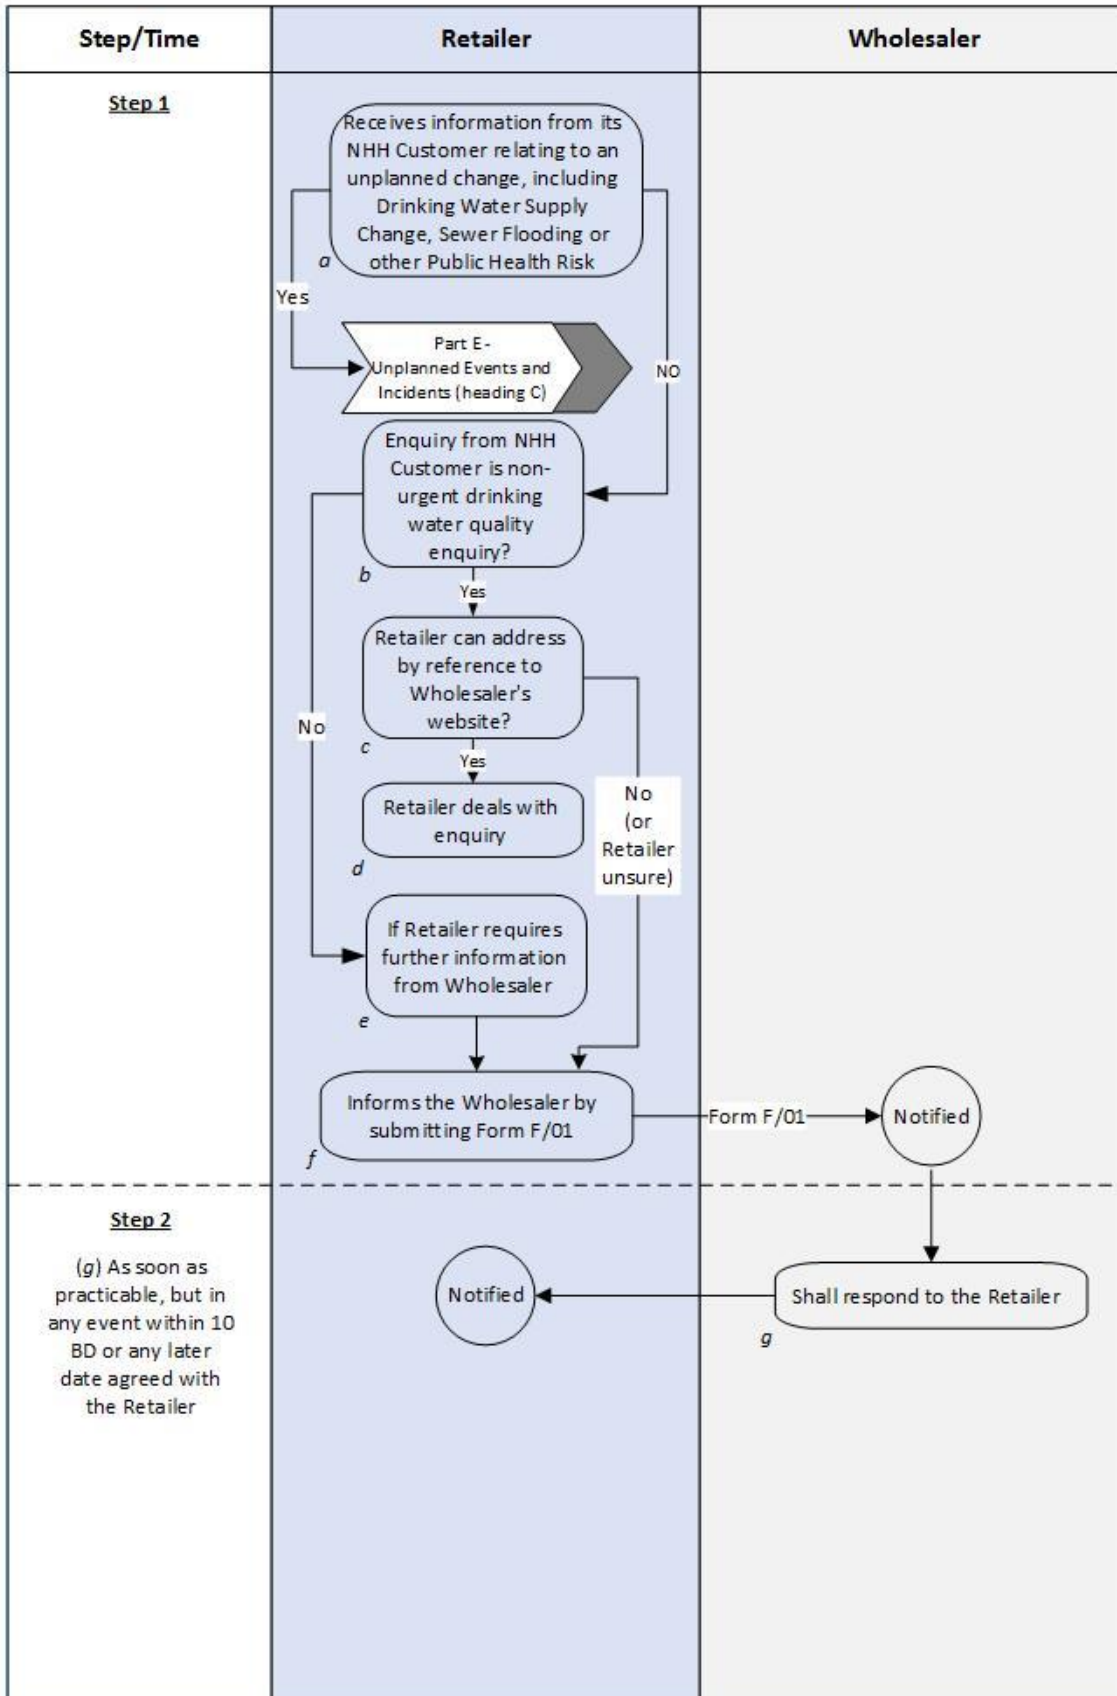 Step/Time
Retailer
Wholesaler
Step 1
Receives information from its
NHH Customer relating to an
unplanned change, including
Drinking Water Supply
Change, Sewer Flooding or
other Public Health Risk
a
Yes
NO
Part E-
Unplanned Events and
Incidents (heading C)
Enquiry from NHH
Customer is non-
urgent drinking
water quality
enquiry?
b
Yes
No
Retailer can address
by reference to
Wholesaler's
website?
c
Yes
No
(or
Retailer
unsure)
Retailer deals with
enquiry
d
If Retailer requires
further information
from Wholesaler
e
Informs the Wholesaler by
submitting Form F/01
f
Form F/01
Notified
Step 2
(g) As soon as
practicable, but in
any event within 10
BD or any later
date agreed with
the Retailer
Notified
Shall respond to the Retailer
g